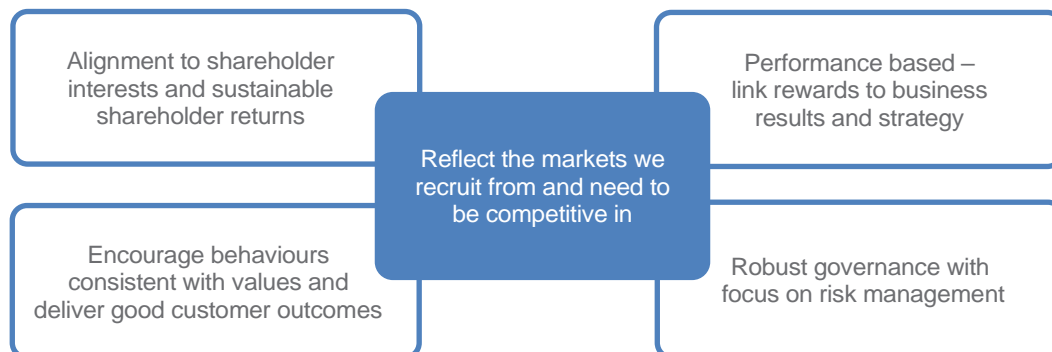 Alignment to shareholder
interests and sustainable
shareholder returns
Performance based –
link rewards to business
results and strategy
Reflect the markets we
recruit from and need to
be competitive in
Encourage behaviours
consistent with values and
deliver good customer outcomes
Robust governance with
focus on risk management